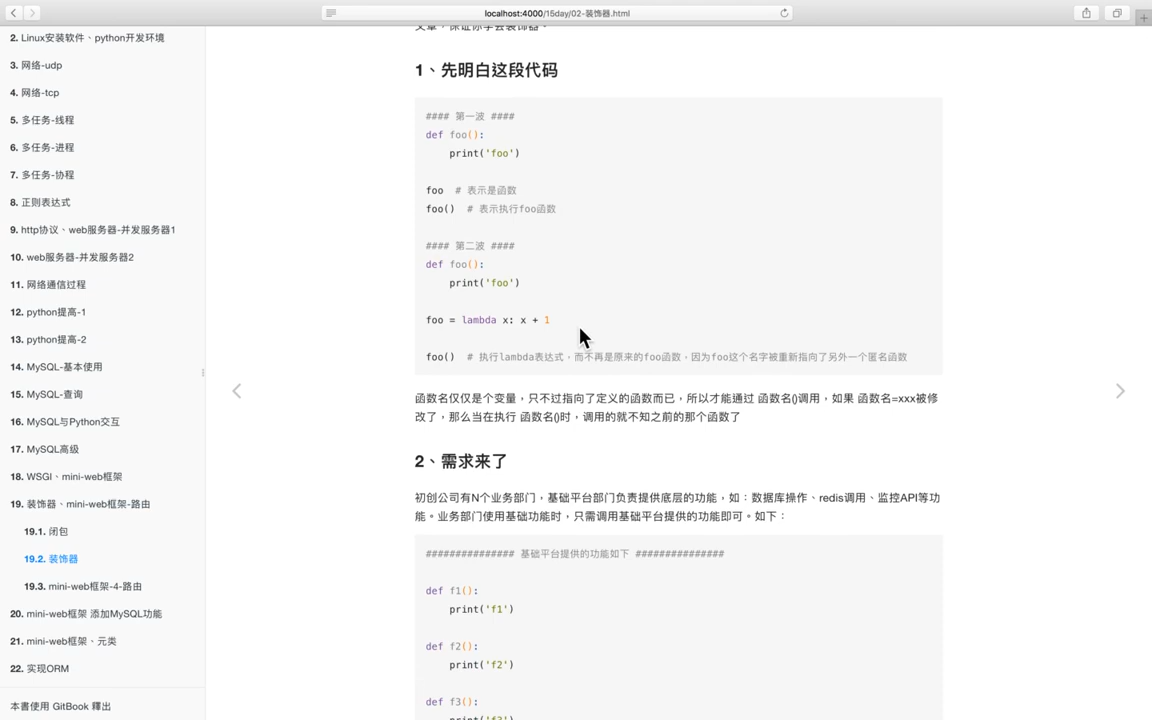 localhost:4000/15day/02-装饰器.html
2. Linux安装软件、python开发环境
3. 网络-udp
4. 网络-tcp
5. 多任务-线程
6. 多任务-进程
7. 多任务-协程
8. 正则表达式
9. http协议、web服务器-并发服务器1
10. web服务器-并发服务器2
11. 网络通信过程
12. python提高-1
13. python提高-2
14. MySQL-基本使用
15. MySQL-查询
16. MySQL与Python交互
17. MySQL高级
18. WSGI、mini-web框架
19. 装饰器、mini-web框架-路由
19.1. 闭包
19.2. 装饰器
19.3. mini-web框架-4-路由
20. mini-web框架 添加MySQL功能
21. mini-web框架、元类
22. 实现ORM
本書使用 GitBook 釋出
文章，保证你学会装饰器。
1、先明白这段代码
#### 第一波 ####
def foo():
print('foo')
foo # 表示是函数
foo() # 表示执行foo函数
#### 第二波 ####
def foo():
print('foo')
foo = lambda x: x + 1
foo() # 执行lambda表达式，而不再是原来的foo函数，因为foo这个名字被重新指向了另外一个匿名函数
函数名仅仅是个变量，只不过指向了定义的函数而已，所以才能通过 函数名()调用，如果 函数名=xxx被修
改了，那么当在执行 函数名()时，调用的就不知之前的那个函数了
2、需求来了
初创公司有N个业务部门，基础平台部门负责提供底层的功能，如：数据库操作、redis调用、监控API等功
能。业务部门使用基础功能时，只需调用基础平台提供的功能即可。如下：
############### 基础平台提供的功能如下 ###############
def f1():
print('f1')
def f2():
print('f2')
def f3():
print('f3')